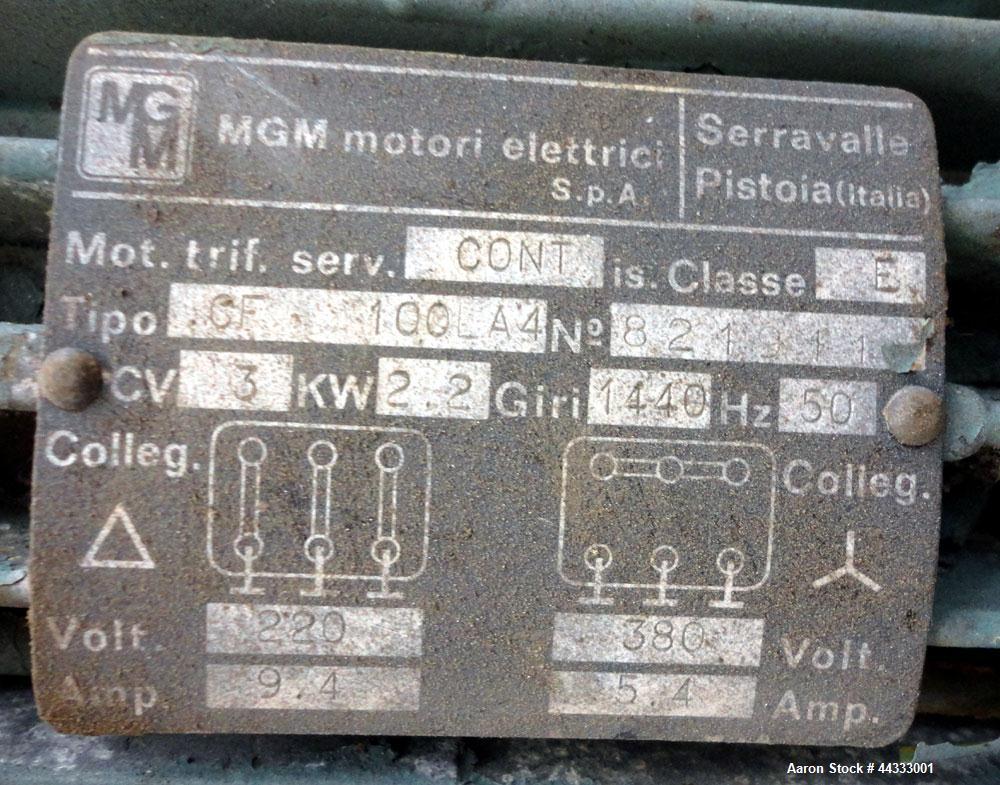 MGM
MGM motori elettrici
S.p.A.
Serravalle
Pistoia (Italia)
Mot. trif. serv. CONT is. Classe E
Tipo CF 100LA4 Nº
CV 3 KW 2.2 Giri 1440 Hz 50
Colleg. Colleg.
Volt. 220 380 Volt.
Amp. 9.4 5.4 Amp.
Aaron Stock # 44333001